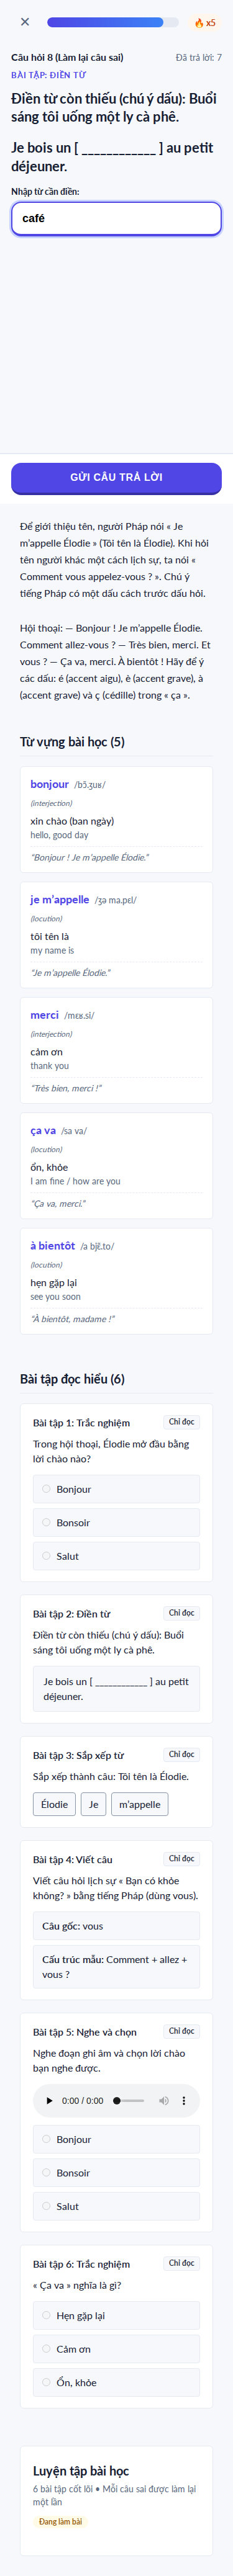 ✕ 🔥 x5
Câu hỏi 8 (Làm lại câu sai) Đã trả lời: 7
BÀI TẬP: ĐIỀN TỪ
Điền từ còn thiếu (chú ý dấu): Buổi
sáng tôi uống một ly cà phê.
Je bois un [ ____________ ] au petit
déjeuner.
Nhập từ cần điền:
café
GỬI CÂU TRẢ LỜI
Để giới thiệu tên, người Pháp nói « Je
m’appelle Élodie » (Tôi tên là Élodie). Khi hỏi
tên người khác một cách lịch sự, ta nói «
Comment vous appelez-vous ? ». Chú ý
tiếng Pháp có một dấu cách trước dấu hỏi.
Hội thoại: — Bonjour ! Je m’appelle Élodie.
Comment allez-vous ? — Très bien, merci. Et
vous ? — Ça va, merci. À bientôt ! Hãy để ý
các dấu: é (accent aigu), è (accent grave), à
(accent grave) và ç (cédille) trong « ça ».
Từ vựng bài học (5)
bonjour /bɔ̃.ʒuʁ/
(interjection)
xin chào (ban ngày)
hello, good day
“Bonjour ! Je m’appelle Élodie.”
je m’appelle /ʒə ma.pɛl/
(locution)
tôi tên là
my name is
“Je m’appelle Élodie.”
merci /mɛʁ.si/
(interjection)
cảm ơn
thank you
“Très bien, merci !”
ça va /sa va/
(locution)
ổn, khỏe
I am fine / how are you
“Ça va, merci.”
à bientôt /a bjɛ̃.to/
(locution)
hẹn gặp lại
see you soon
“À bientôt, madame !”
Bài tập đọc hiểu (6)
Bài tập 1: Trắc nghiệm Chỉ đọc
Trong hội thoại, Élodie mở đầu bằng
lời chào nào?
Bonjour
Bonsoir
Salut
Bài tập 2: Điền từ Chỉ đọc
Điền từ còn thiếu (chú ý dấu): Buổi
sáng tôi uống một ly cà phê.
Je bois un [ ____________ ] au petit
déjeuner.
Bài tập 3: Sắp xếp từ Chỉ đọc
Sắp xếp thành câu: Tôi tên là Élodie.
Élodie Je m’appelle
Bài tập 4: Viết câu Chỉ đọc
Viết câu hỏi lịch sự « Bạn có khỏe
không? » bằng tiếng Pháp (dùng vous).
Câu gốc: vous
Cấu trúc mẫu: Comment + allez +
vous ?
Bài tập 5: Nghe và chọn Chỉ đọc
Nghe đoạn ghi âm và chọn lời chào
bạn nghe được.
0:00 / 0:00
Bonjour
Bonsoir
Salut
Bài tập 6: Trắc nghiệm Chỉ đọc
« Ça va » nghĩa là gì?
Hẹn gặp lại
Cảm ơn
Ổn, khỏe
Luyện tập bài học
6 bài tập cốt lõi • Mỗi câu sai được làm lại
một lần
Đang làm bài